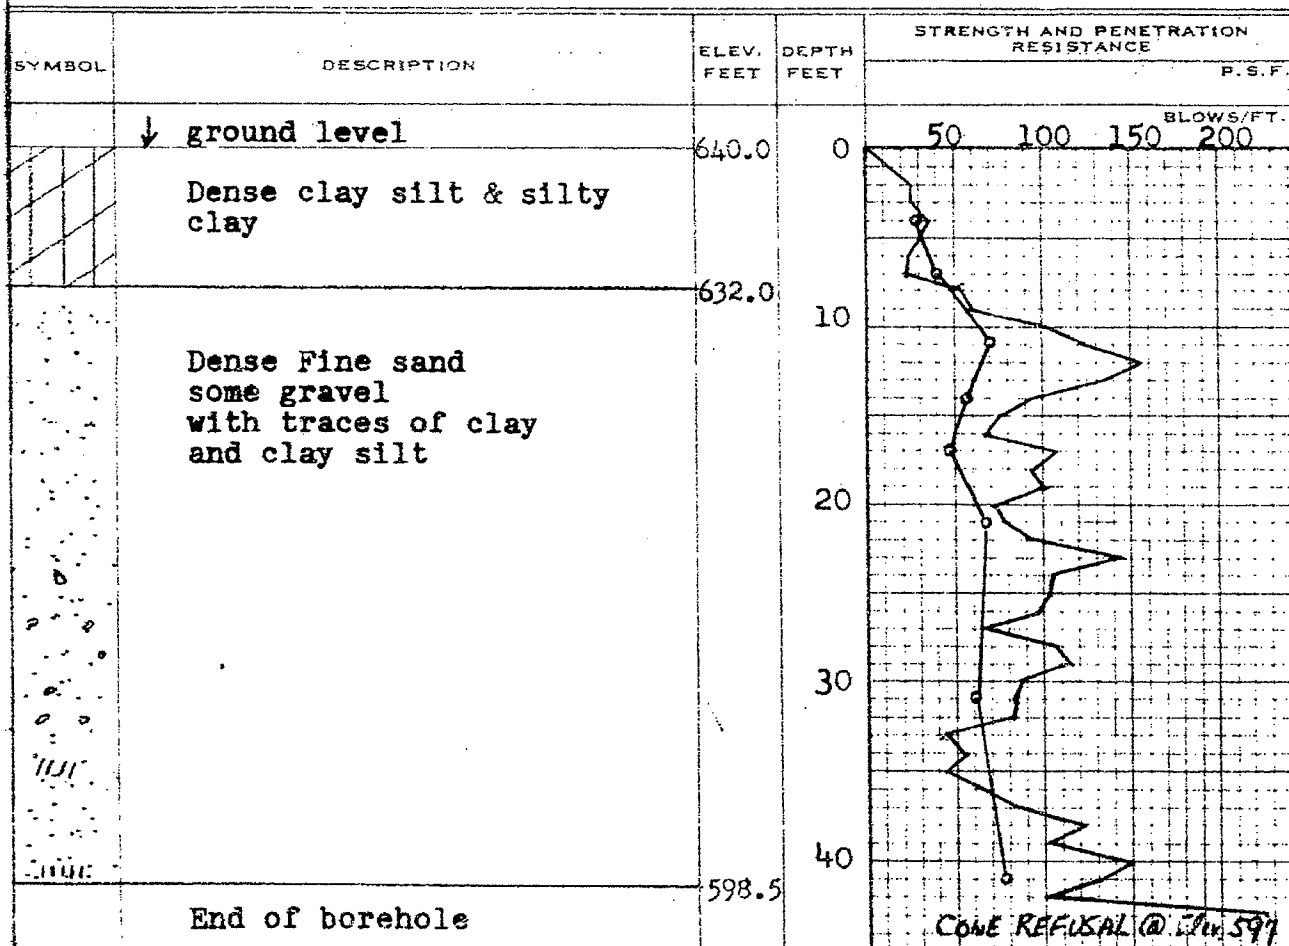 SYMBOL
DESCRIPTION
ELEV. FEET
DEPTH FEET
STRENGTH AND PENETRATION
RESISTANCE
P.S.F.
BLOWS/FT.
50 100 150 200
↓ ground level
640.0
0
Dense clay silt & silty
clay
632.0
10
Dense Fine sand
some gravel
with traces of clay
and clay silt
20
30
40
598.5
End of borehole
CONE REFUSAL @ Elev 597